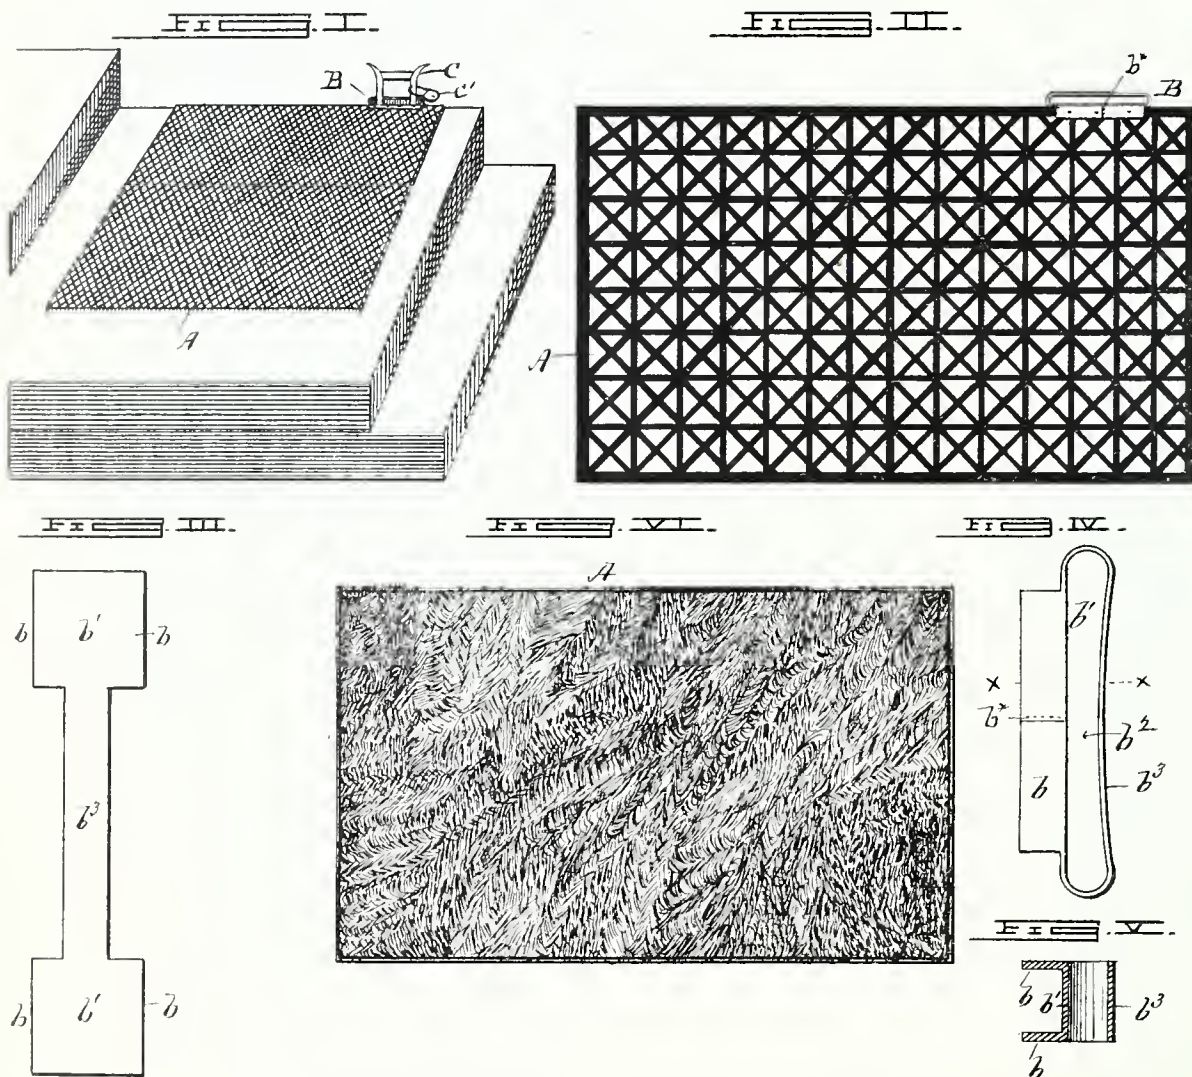 Fig. I.
Fig. II.
B
C
C'
A
b*
B
A
Fig. III.
Fig. VI.
Fig. IV.
b
b'
b
b³
b
b'
b
A
b'
x
x
b*
b²
b
b³
Fig. V.
b
b'
b³
b